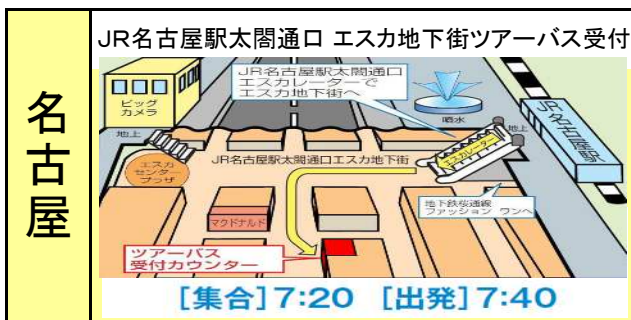 名古屋
JR名古屋駅太閤通口 エスカ地下街ツアーバス受付
JR名古屋駅太閤通口
エスカレーターで
エスカ地下街へ
ビッグ
カメラ
噴水
地上
地上
JR名古屋駅
エスカレーター
JR名古屋駅太閤通口エスカ地下街
エスカ
センター
プラザ
地下鉄桜通線
ファッション ワンへ
マクドナルド
ツアーバス
受付カウンター
[集合]7:20 [出発]7:40